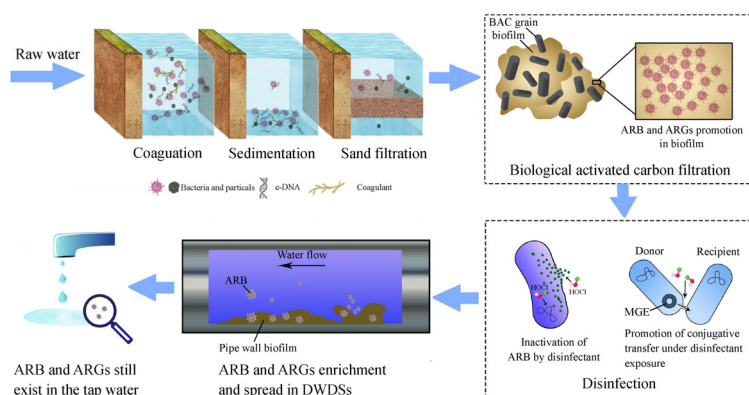 Raw water
Coaguation
Sedimentation
Sand filtration
Bacteria and particals
e-DNA
Coagulant
BAC grain
biofilm
ARB and ARGs promotion
in biofilm
Biological activated carbon filtration
HOCl
HOCl
Inactivation of
ARB by disinfectant
Donor
Recipient
MGE
Promotion of conjugative
transfer under disinfectant
exposure
Disinfection
Water flow
ARB
Pipe wall biofilm
ARB and ARGs enrichment
and spread in DWDSs
ARB and ARGs still
exist in the tap water